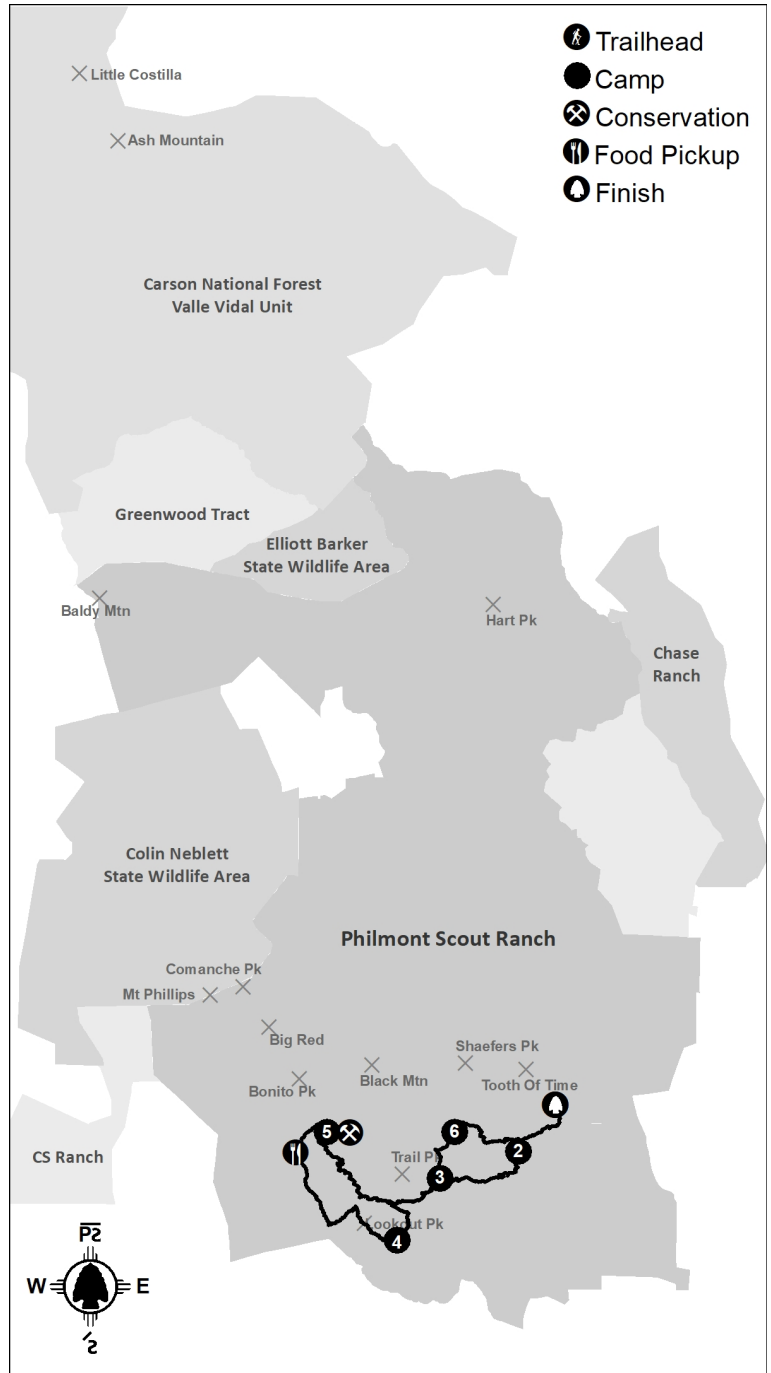 Trailhead
Camp
Conservation
Food Pickup
Finish
Little Costilla
Ash Mountain
Carson National Forest
Valle Vidal Unit
Greenwood Tract
Elliott Barker
State Wildlife Area
Baldy Mtn
Hart Pk
Chase
Ranch
Colin Neblett
State Wildlife Area
Philmont Scout Ranch
Comanche Pk
Mt Phillips
Big Red
Shaefers Pk
Black Mtn
Tooth Of Time
Bonito Pk
5
6
2
CS Ranch
Trail P
3
Lookout Pk
4
W
E